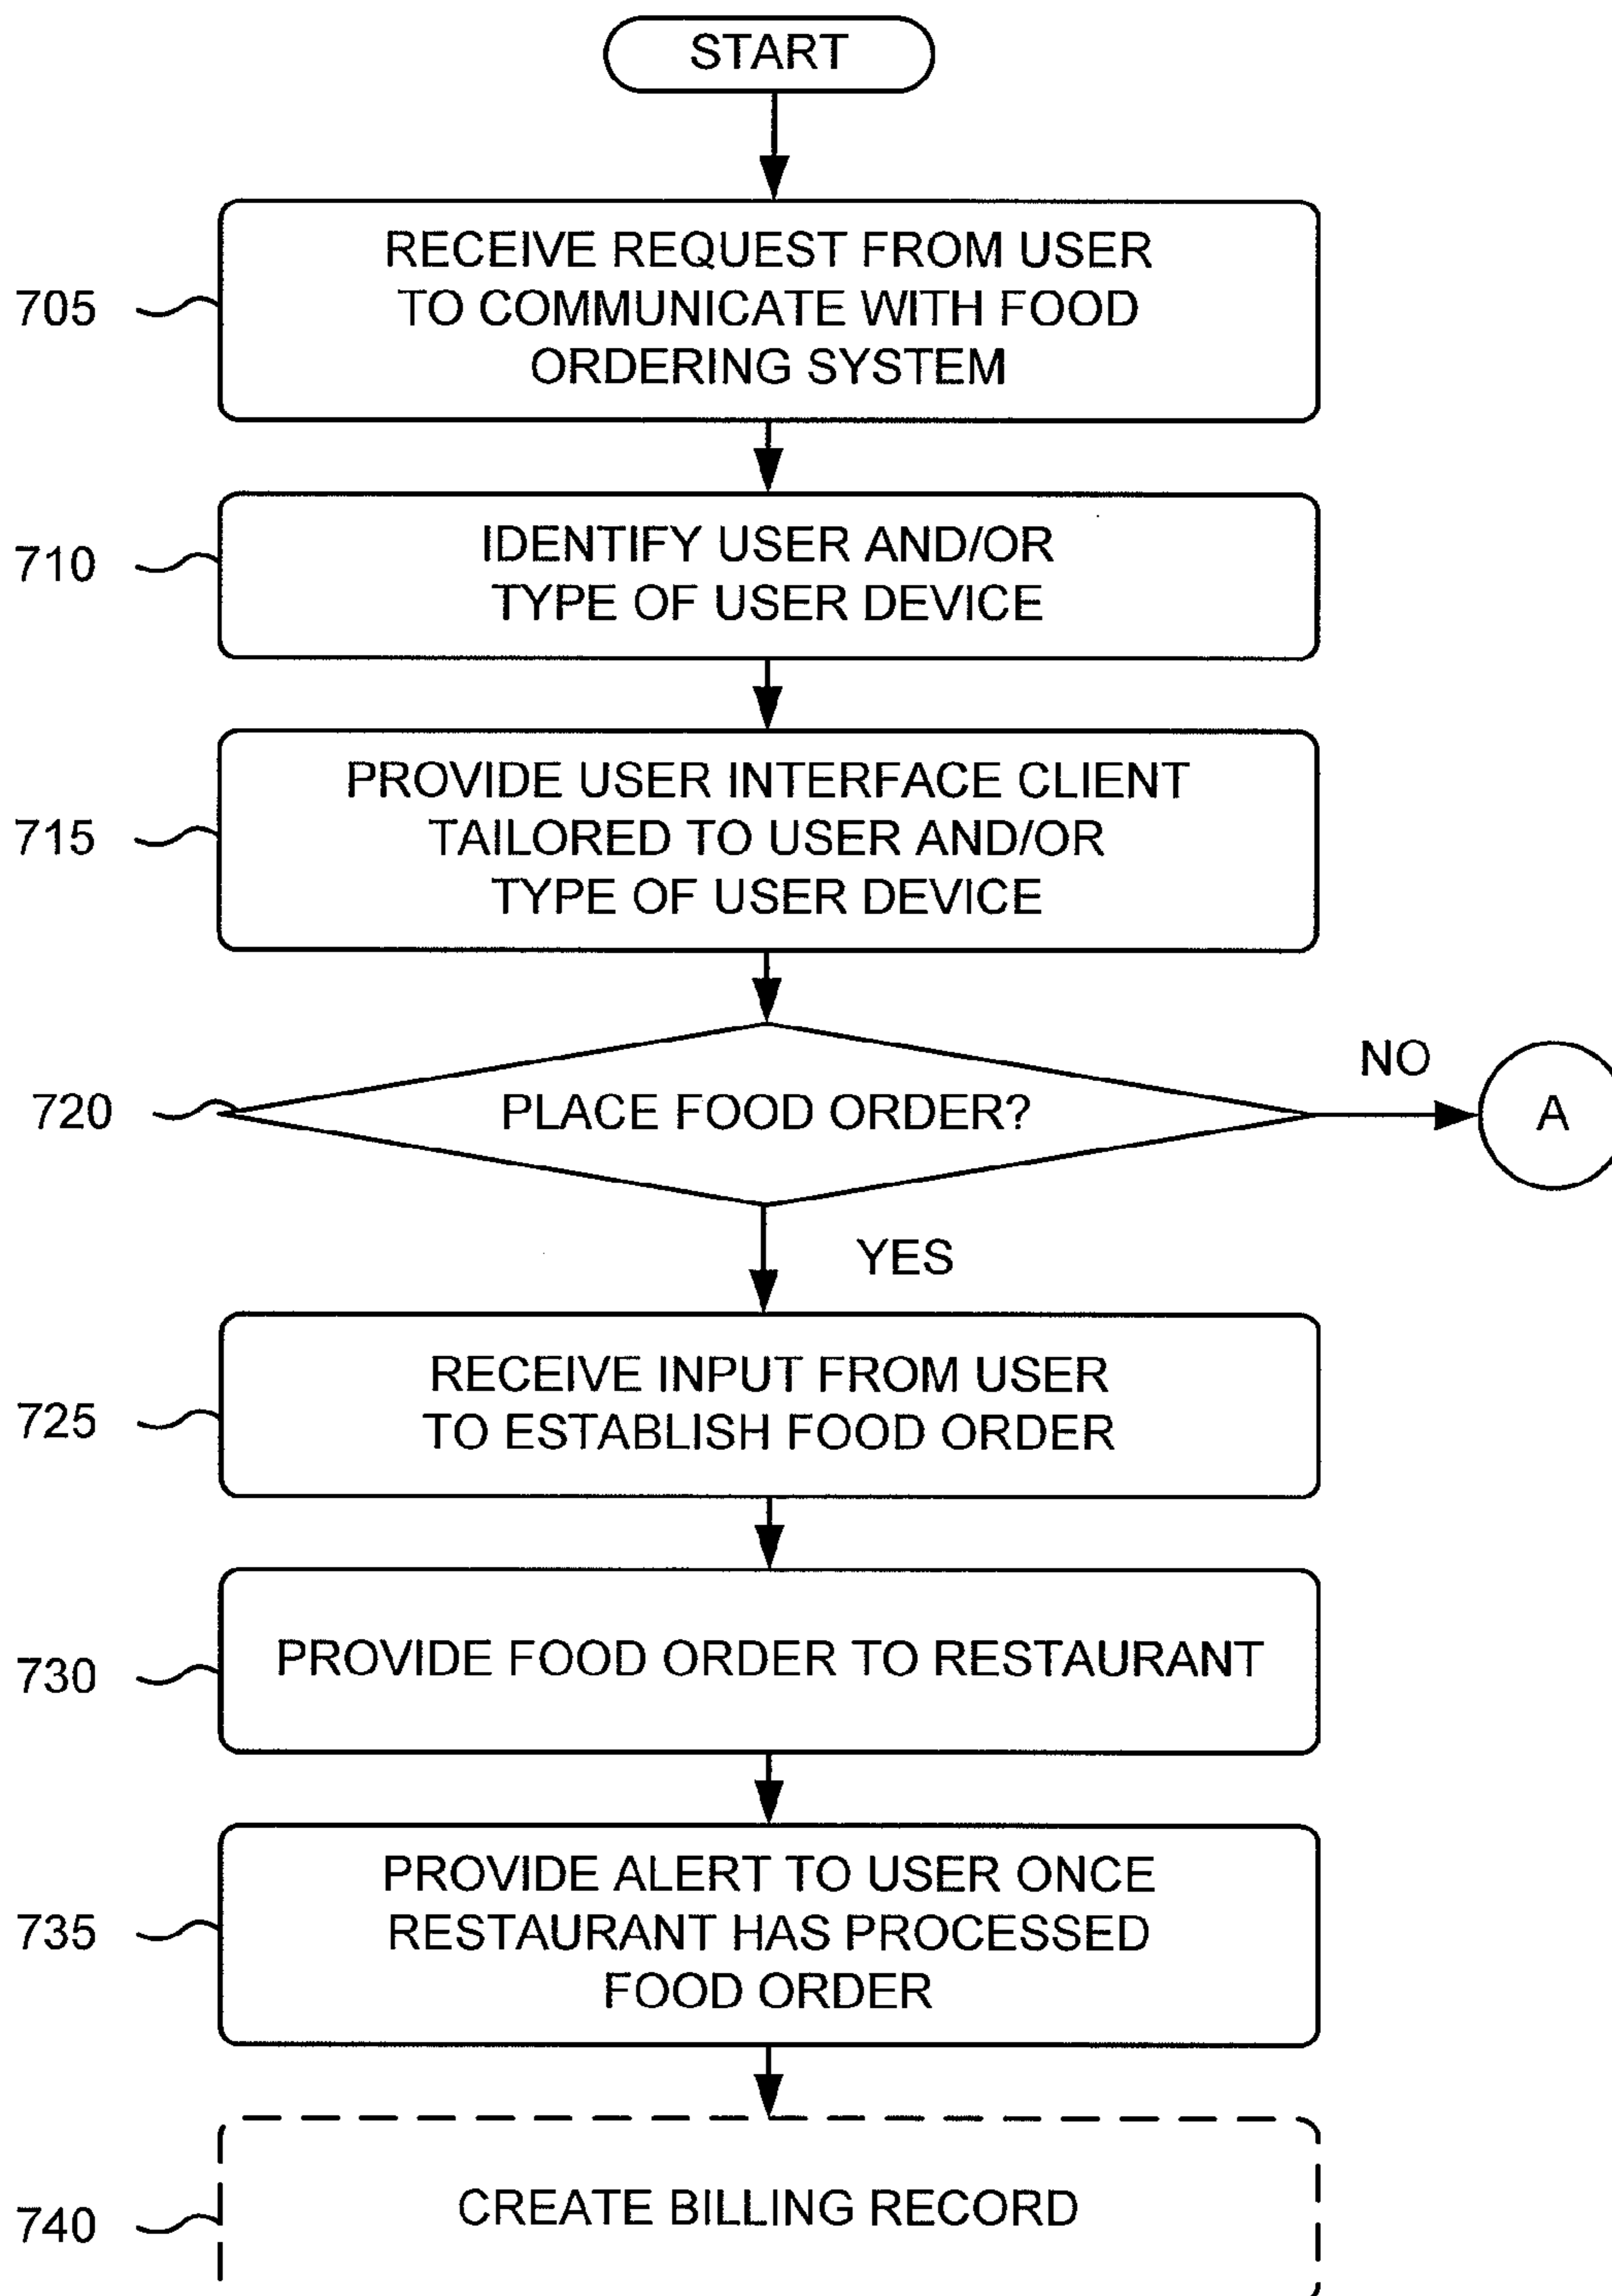 START
705
RECEIVE REQUEST FROM USER
TO COMMUNICATE WITH FOOD
ORDERING SYSTEM
710
IDENTIFY USER AND/OR
TYPE OF USER DEVICE
715
PROVIDE USER INTERFACE CLIENT
TAILORED TO USER AND/OR
TYPE OF USER DEVICE
720
PLACE FOOD ORDER?
NO
A
YES
725
RECEIVE INPUT FROM USER
TO ESTABLISH FOOD ORDER
730
PROVIDE FOOD ORDER TO RESTAURANT
735
PROVIDE ALERT TO USER ONCE
RESTAURANT HAS PROCESSED
FOOD ORDER
740
CREATE BILLING RECORD